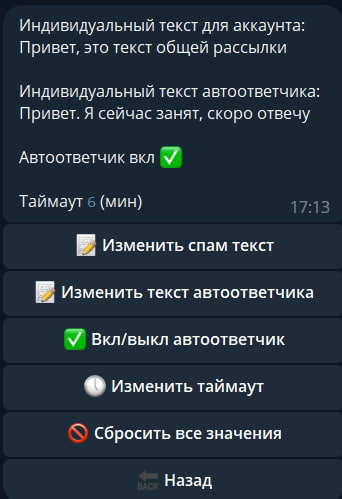 Индивидуальный текст для аккаунта:
Привет, это текст общей рассылки
Индивидуальный текст автоответчика:
Привет. Я сейчас занят, скоро отвечу
Автоответчик вкл ✅
Таймаут 6 (мин)
17:13
📝 Изменить спам текст
📝 Изменить текст автоответчика
✅ Вкл/выкл автоответчик
🕔 Изменить таймаут
🚫 Сбросить все значения
🔙 Назад